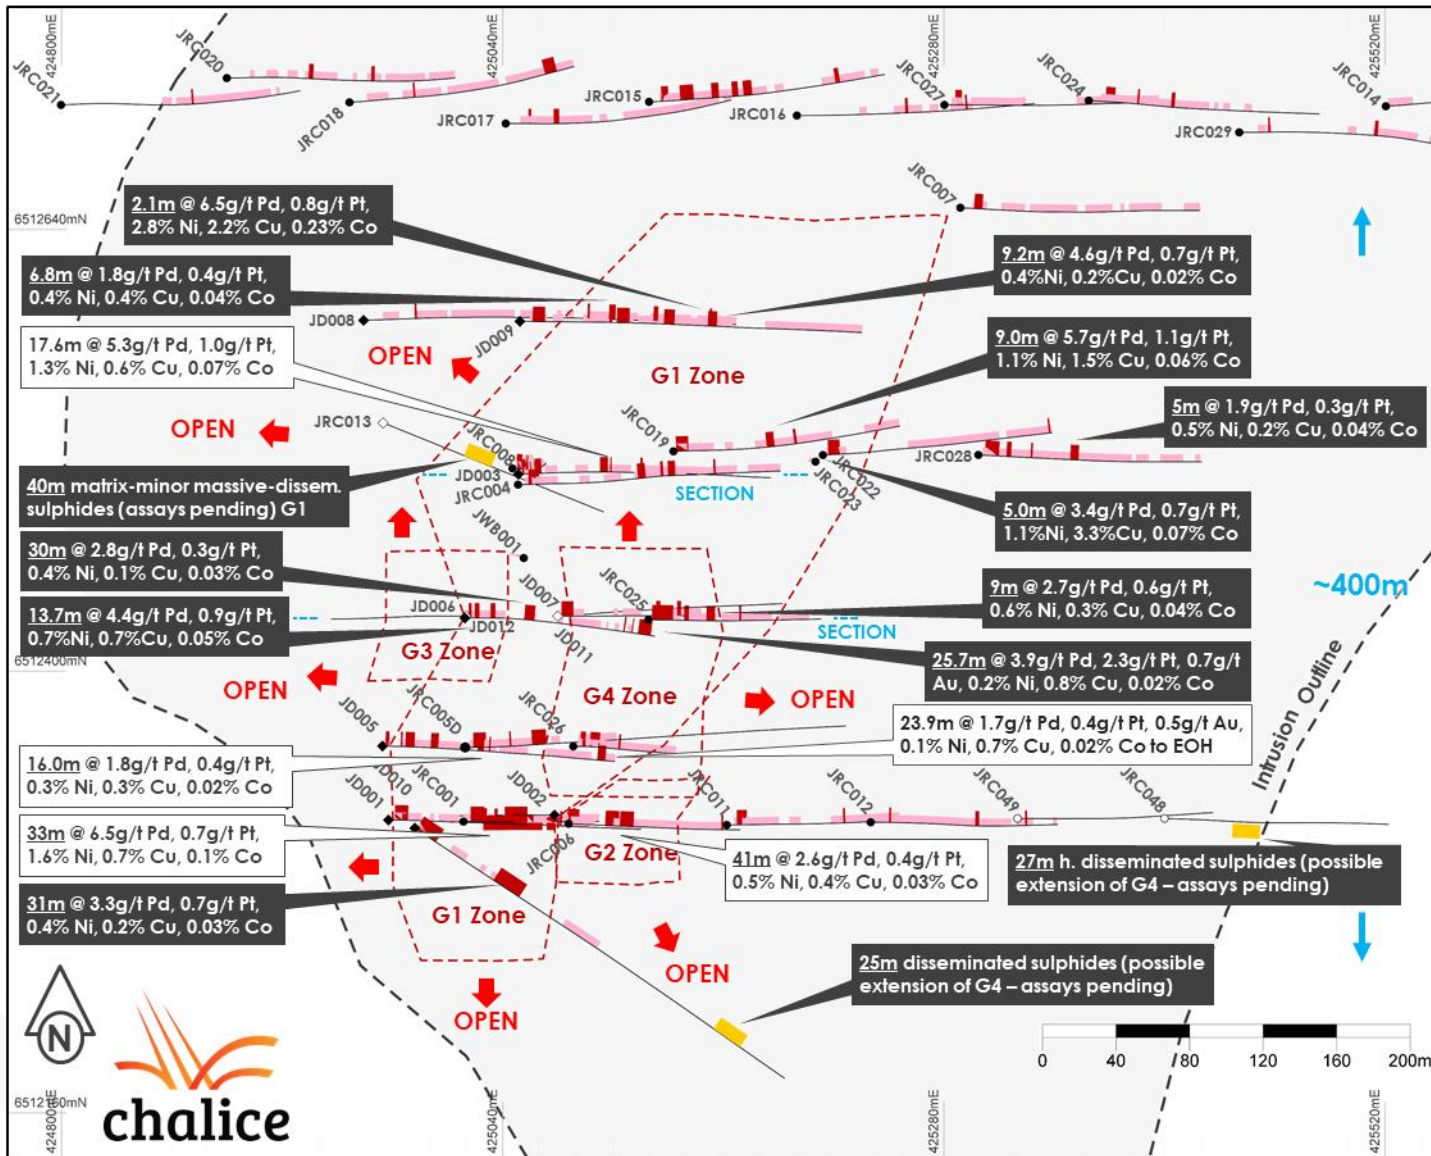 424800mE
425040mE
425280mE
425520mE
JRC020
JRC021
JRC018
JRC017
JRC015
JRC016
JRC027
JRC024
JRC014
JRC029
JRC007
6512640mN
2.1m @ 6.5g/t Pd, 0.8g/t Pt,
2.8% Ni, 2.2% Cu, 0.23% Co
9.2m @ 4.6g/t Pd, 0.7g/t Pt,
0.4%Ni, 0.2%Cu, 0.02% Co
6.8m @ 1.8g/t Pd, 0.4g/t Pt,
0.4% Ni, 0.4% Cu, 0.04% Co
JD008
JD009
OPEN
17.6m @ 5.3g/t Pd, 1.0g/t Pt,
1.3% Ni, 0.6% Cu, 0.07% Co
9.0m @ 5.7g/t Pd, 1.1g/t Pt,
1.1% Ni, 1.5% Cu, 0.06% Co
G1 Zone
5m @ 1.9g/t Pd, 0.3g/t Pt,
0.5% Ni, 0.2% Cu, 0.04% Co
OPEN
JRC013
JRC008
JRC019
JD003
JRC004
JRC022
JRC023
JRC028
SECTION
40m matrix-minor massive-dissem.
sulphides (assays pending) G1
5.0m @ 3.4g/t Pd, 0.7g/t Pt,
1.1%Ni, 3.3%Cu, 0.07% Co
JWB001
30m @ 2.8g/t Pd, 0.3g/t Pt,
0.4% Ni, 0.1% Cu, 0.03% Co
~400m
9m @ 2.7g/t Pd, 0.6g/t Pt,
0.6% Ni, 0.3% Cu, 0.04% Co
JD006
JD012
JD007
JD011
JRC025
13.7m @ 4.4g/t Pd, 0.9g/t Pt,
0.7%Ni, 0.7%Cu, 0.05% Co
SECTION
G3 Zone
25.7m @ 3.9g/t Pd, 2.3g/t Pt, 0.7g/t
Au, 0.2% Ni, 0.8% Cu, 0.02% Co
6512400mN
OPEN
G4 Zone
OPEN
Intrusion Outline
JD005
JRC005D
JRC026
23.9m @ 1.7g/t Pd, 0.4g/t Pt, 0.5g/t Au,
0.1% Ni, 0.7% Cu, 0.02% Co to EOH
16.0m @ 1.8g/t Pd, 0.4g/t Pt,
0.3% Ni, 0.3% Cu, 0.02% Co
JD001
JD010
JRC001
JD002
JRC006
JRC011
JRC012
JRC049
JRC048
33m @ 6.5g/t Pd, 0.7g/t Pt,
1.6% Ni, 0.7% Cu, 0.1% Co
G2 Zone
41m @ 2.6g/t Pd, 0.4g/t Pt,
0.5% Ni, 0.4% Cu, 0.03% Co
27m h. disseminated sulphides (possible
extension of G4 – assays pending)
31m @ 3.3g/t Pd, 0.7g/t Pt,
0.4% Ni, 0.2% Cu, 0.03% Co
G1 Zone
OPEN
25m disseminated sulphides (possible
extension of G4 – assays pending)
OPEN
N
chalice
0 40 80 120 160 200m
6512160mN
424800mE
425040mE
425280mE
425520mE